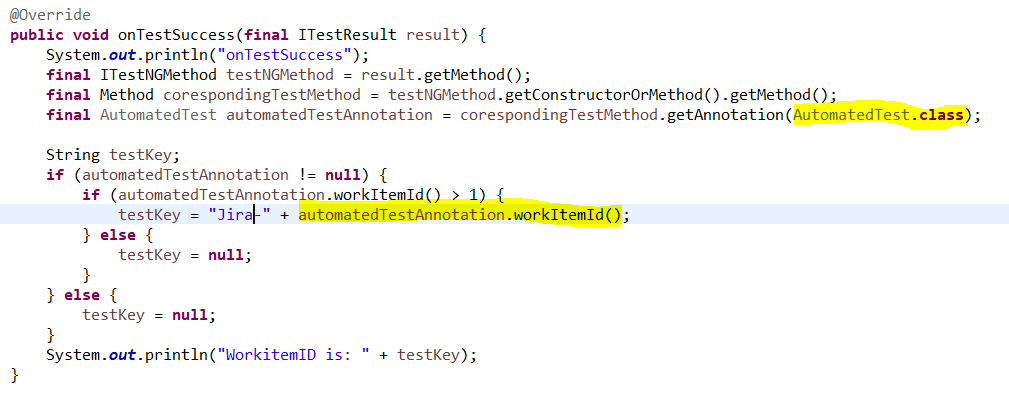 @Override
public void onTestSuccess(final ITestResult result) {
    System.out.println("onTestSuccess");
    final ITestNGMethod testNGMethod = result.getMethod();
    final Method corespondingTestMethod = testNGMethod.getConstructorOrMethod().getMethod();
    final AutomatedTest automatedTestAnnotation = corespondingTestMethod.getAnnotation(AutomatedTest.class);

    String testKey;
    if (automatedTestAnnotation != null) {
        if (automatedTestAnnotation.workItemId() > 1) {
            testKey = "Jira-" + automatedTestAnnotation.workItemId();
        } else {
            testKey = null;
        }
    } else {
        testKey = null;
    }
    System.out.println("WorkitemID is: " + testKey);
}